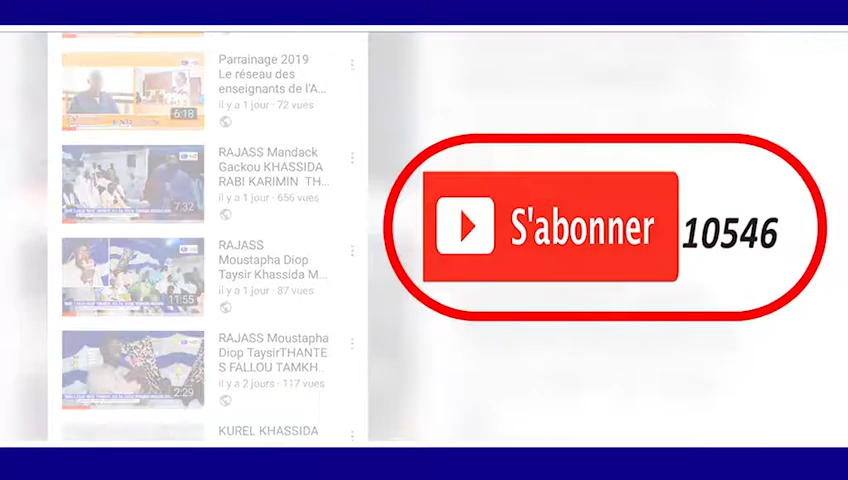 Parrainage 2019
Le réseau des
enseignants de l'A...
il y a 1 jour · 72 vues
6:18
RAJASS Mandack
Gackou KHASSIDA
RABI KARIMIN TH...
il y a 1 jour · 656 vues
7:32
RAJASS
Moustapha Diop
Taysir Khassida M...
il y a 1 jour · 87 vues
11:55
RAJASS Moustapha
Diop TaysirTHANTE
S FALLOU TAMKH...
il y a 2 jours · 117 vues
2:29
KUREL KHASSIDA
S'abonner
10546